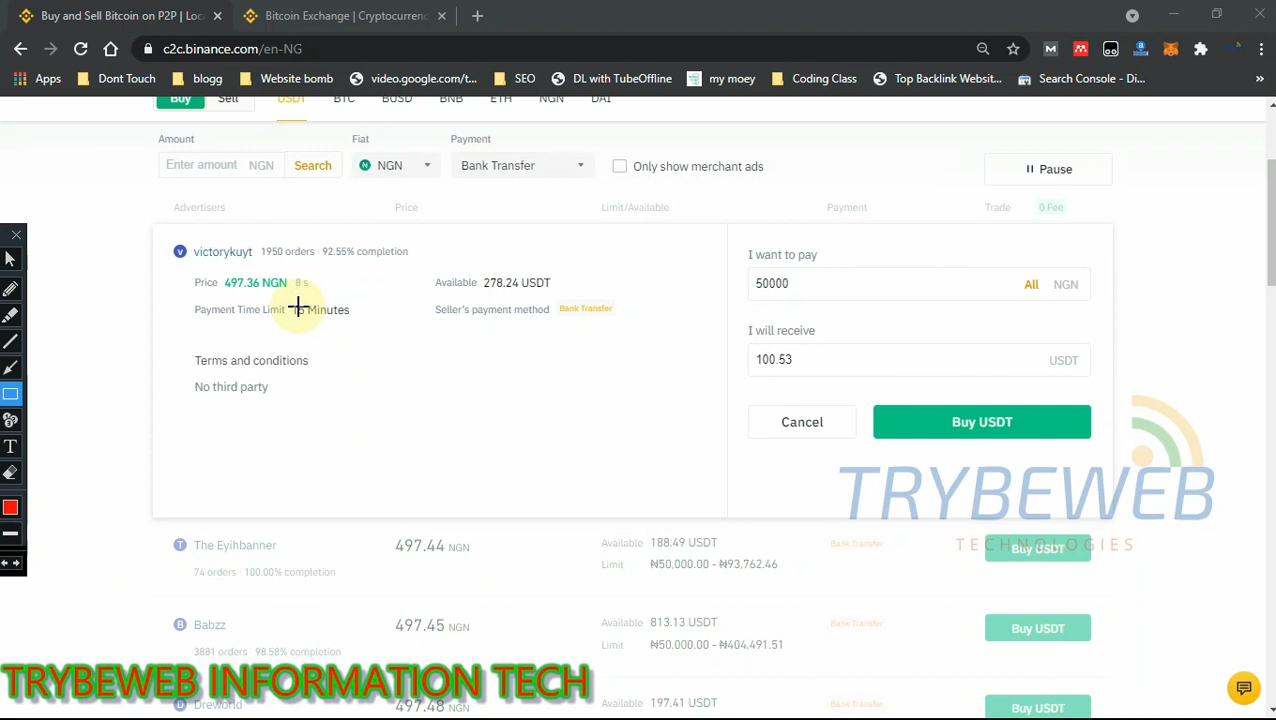 Buy and Sell Bitcoin on P2P | Loca
Bitcoin Exchange | Cryptocurrenc
c2c.binance.com/en-NG
Apps
Dont Touch
blogg
Website bomb
video.google.com/t...
SEO
DL with TubeOffline
my moey
Coding Class
Top Backlink Websit...
Search Console - Di...
»
Buy Sell USDT BTC BUSD BNB ETH NGN DAI
Amount Fiat Payment
Enter amount NGN Search NGN Bank Transfer Only show merchant ads Pause
Advertisers Price Limit/Available Payment Trade 0 Fee
victorykuyt 1950 orders 92.55% completion
Price 497.36 NGN 8 s Available 278.24 USDT
Payment Time Limit 15 Minutes Seller's payment method Bank Transfer
Terms and conditions
No third party
I want to pay
50000 All NGN
I will receive
100.53 USDT
Cancel Buy USDT
TRYBEWEB
TECHNOLOGIES
The Eyihbanner 497.44 NGN Available 188.49 USDT Bank Transfer Buy USDT
74 orders 100.00% completion Limit ₦50,000.00 - ₦93,762.46
Babzz 497.45 NGN Available 813.13 USDT Bank Transfer Buy USDT
3881 orders 98.58% completion Limit ₦50,000.00 - ₦404,491.51
TRYBEWEB INFORMATION TECH
Dreworld 497.48 NGN Available 197.41 USDT Bank Transfer Buy USDT